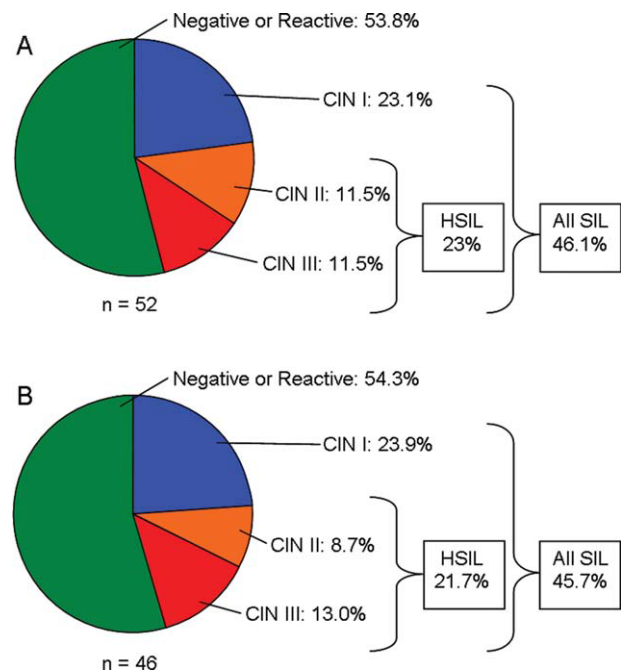 A
Negative or Reactive: 53.8%
CIN I: 23.1%
CIN II: 11.5%
CIN III: 11.5%
HSIL
23%
All SIL
46.1%
n = 52
B
Negative or Reactive: 54.3%
CIN I: 23.9%
CIN II: 8.7%
CIN III: 13.0%
HSIL
21.7%
All SIL
45.7%
n = 46